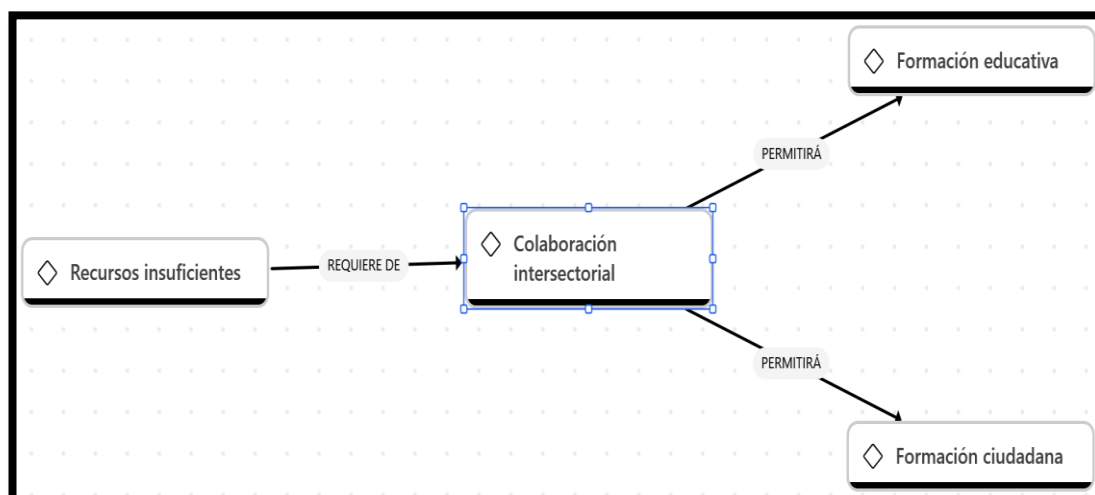 Formación educativa
PERMITIRÁ
Recursos insuficientes
REQUIERE DE
Colaboración
intersectorial
PERMITIRÁ
Formación ciudadana